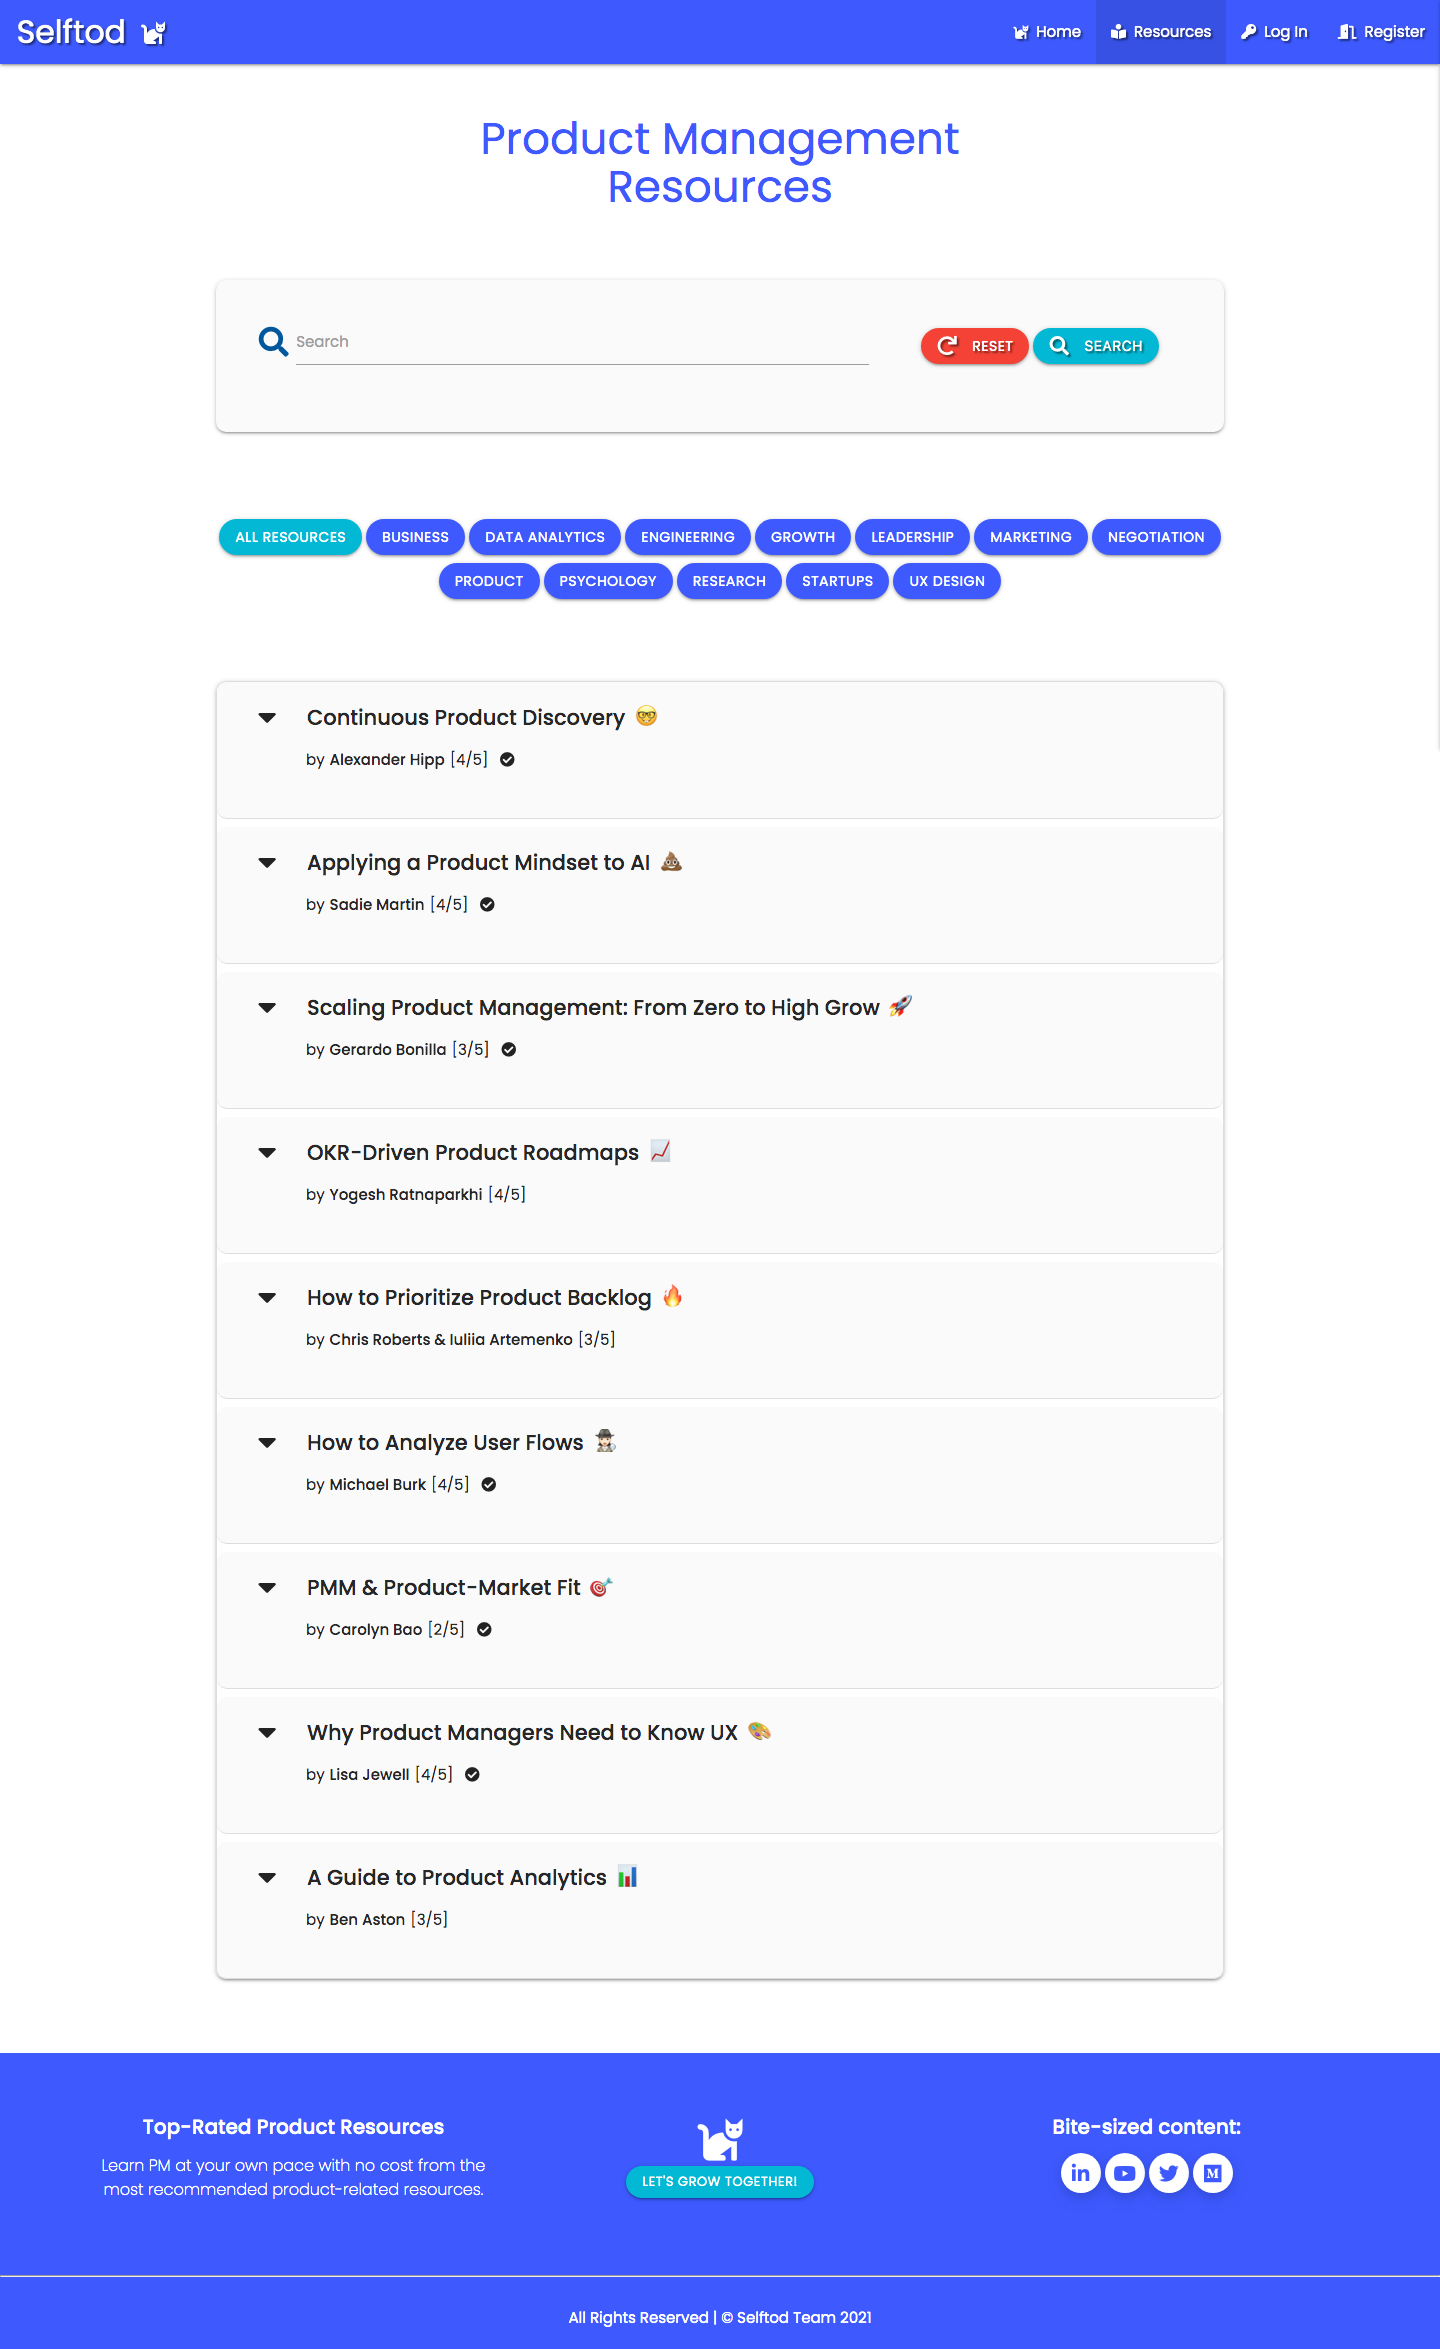 Selftod
Home Resources Log In Register
Product Management
Resources
Search
RESET SEARCH
ALL RESOURCES BUSINESS DATA ANALYTICS ENGINEERING GROWTH LEADERSHIP MARKETING NEGOTIATION
PRODUCT PSYCHOLOGY RESEARCH STARTUPS UX DESIGN
Continuous Product Discovery 🤓
by Alexander Hipp [4/5]
Applying a Product Mindset to AI 💩
by Sadie Martin [4/5]
Scaling Product Management: From Zero to High Grow 🚀
by Gerardo Bonilla [3/5]
OKR-Driven Product Roadmaps 📈
by Yogesh Ratnaparkhi [4/5]
How to Prioritize Product Backlog 🔥
by Chris Roberts & Iuliia Artemenko [3/5]
How to Analyze User Flows 🕵🏻
by Michael Burk [4/5]
PMM & Product-Market Fit 🎯
by Carolyn Bao [2/5]
Why Product Managers Need to Know UX 🎨
by Lisa Jewell [4/5]
A Guide to Product Analytics 📊
by Ben Aston [3/5]
Top-Rated Product Resources
Learn PM at your own pace with no cost from the
most recommended product-related resources.
LET'S GROW TOGETHER!
Bite-sized content:
All Rights Reserved | © Selftod Team 2021